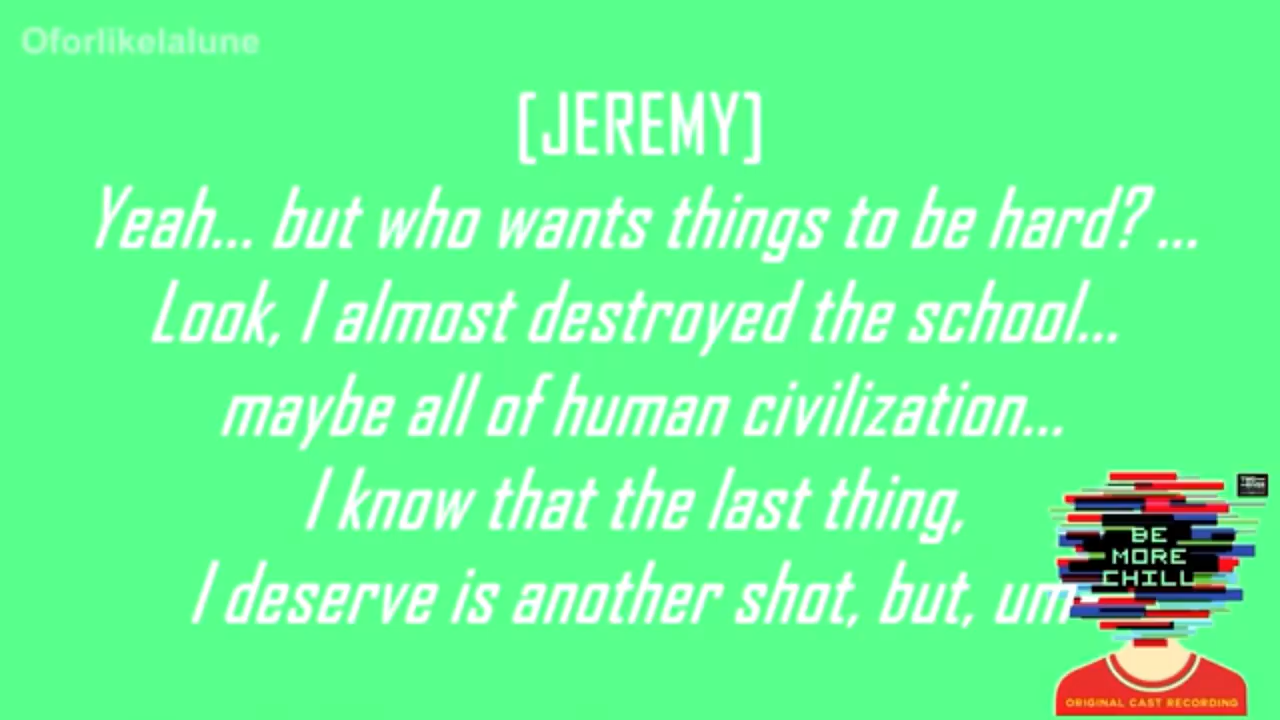 Oforlikelalune
[JEREMY]
Yeah... but who wants things to be hard? ...
Look, I almost destroyed the school...
maybe all of human civilization...
I knov that the last thing,
I deserve is another shot, but, um
BE
MORE
CHILL
ORIGINAL CAST RECORDING